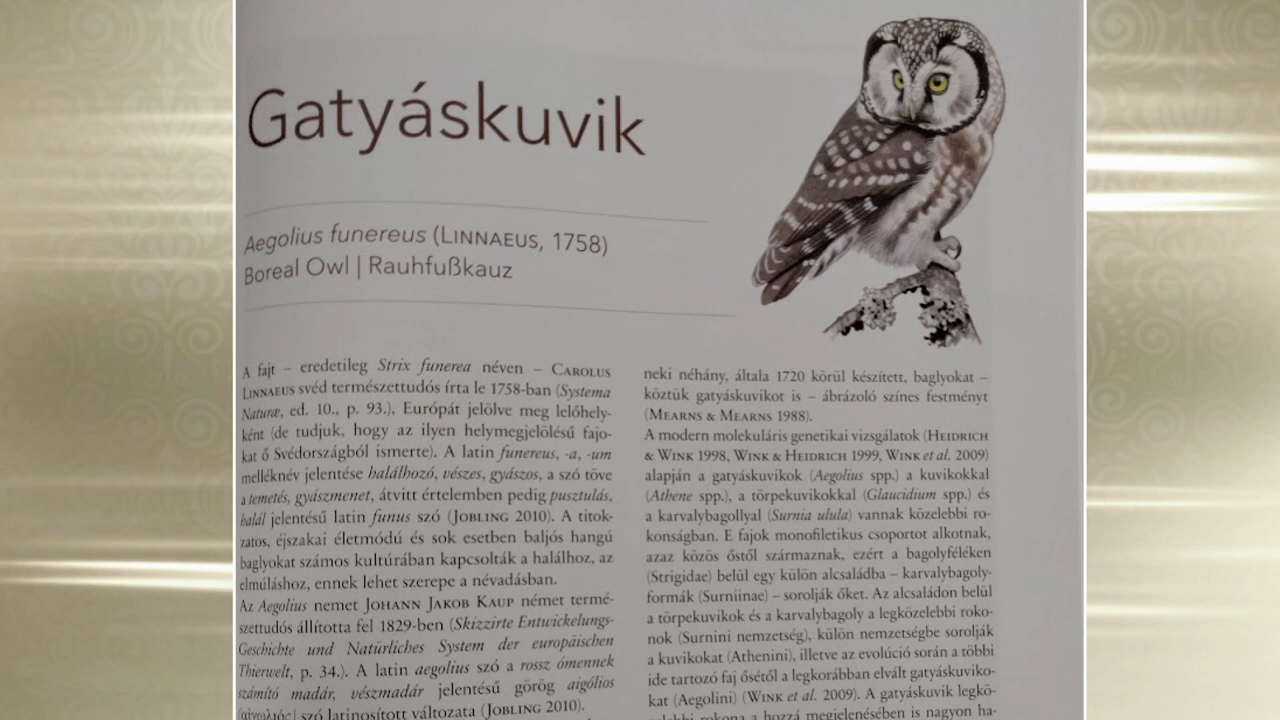 Gatyáskuvik
Aegolius funereus (LINNAEUS, 1758)
Boreal Owl | Rauhfußkauz
A fajt – eredetileg Strix funerea néven – CAROLUS
LINNAEUS svéd természettudós írta le 1758-ban (Systema
Naturæ, ed. 10., p. 93.), Európát jelölve meg lelőhely-
ként (de tudjuk, hogy az ilyen helymegjelölésű fajo-
kat ő Svédországból ismerte). A latin funereus, -a, -um
melléknév jelentése halálhozó, vészes, gyászos, a szó töve
a temetés, gyászmenet, átvitt értelemben pedig pusztulás,
halál jelentésű latin funus szó (JOBLING 2010). A titok-
zatos, éjszakai életmódú és sok esetben baljós hangú
baglyokat számos kultúrában kapcsolták a halálhoz, az
elmúláshoz, ennek lehet szerepe a névadásban.
Az Aegolius nemet JOHANN JAKOB KAUP német termé-
szettudós állította fel 1829-ben (Skizzirte Entwickelungs-
Geschichte und Natürliches System der europäischen
Thierwelt, p. 34.). A latin aegolius szó a rossz ómennek
számító madár, vészmadár jelentésű görög aigólios
(αἰγωλιός) szó latinosított változata (JOBLING 2010).
neki néhány, általa 1720 körül készített, baglyokat –
köztük gatyáskuvikot is – ábrázoló színes festményt
(MEARNS & MEARNS 1988).
A modern molekuláris genetikai vizsgálatok (HEIDRICH
& WINK 1998, WINK & HEIDRICH 1999, WINK et al. 2009)
alapján a gatyáskuvikok (Aegolius spp.) a kuvikokkal
(Athene spp.), a törpekuvikokkal (Glaucidium spp.) és
a karvalybagollyal (Surnia ulula) vannak közelebbi ro-
konságban. E fajok monofiletikus csoportot alkotnak,
azaz közös őstől származnak, ezért a bagolyféléken
(Strigidae) belül egy külön alcsaládba – karvalybagoly-
formák (Surniinae) – sorolják őket. Az alcsaládon belül
a törpekuvikok és a karvalybagoly a legközelebbi roko-
nok (Surnini nemzetség), külön nemzetségbe sorolják
a kuvikokat (Athenini), illetve az evolúció során a többi
ide tartozó faj ősétől a legkorábban elvált gatyáskuviko-
kat (Aegolini) (WINK et al. 2009). A gatyáskuvik legkö-
zelebbi rokona a hozzá megjelenésében is nagyon ha-